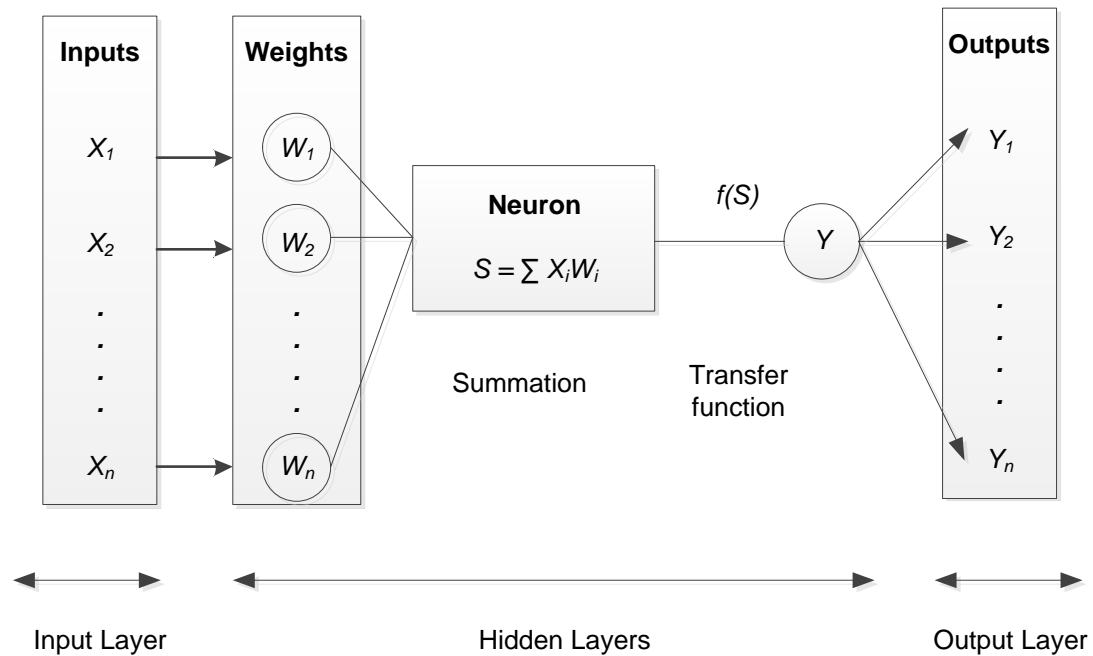 Inputs
X1
X2
.
.
.
.
Xn
Weights
W1
W2
.
.
.
.
Wn
Neuron
S = ∑ XiWi
Summation
f(S)
Y
Transfer
function
Outputs
Y1
Y2
.
.
.
.
Yn
Input Layer
Hidden Layers
Output Layer